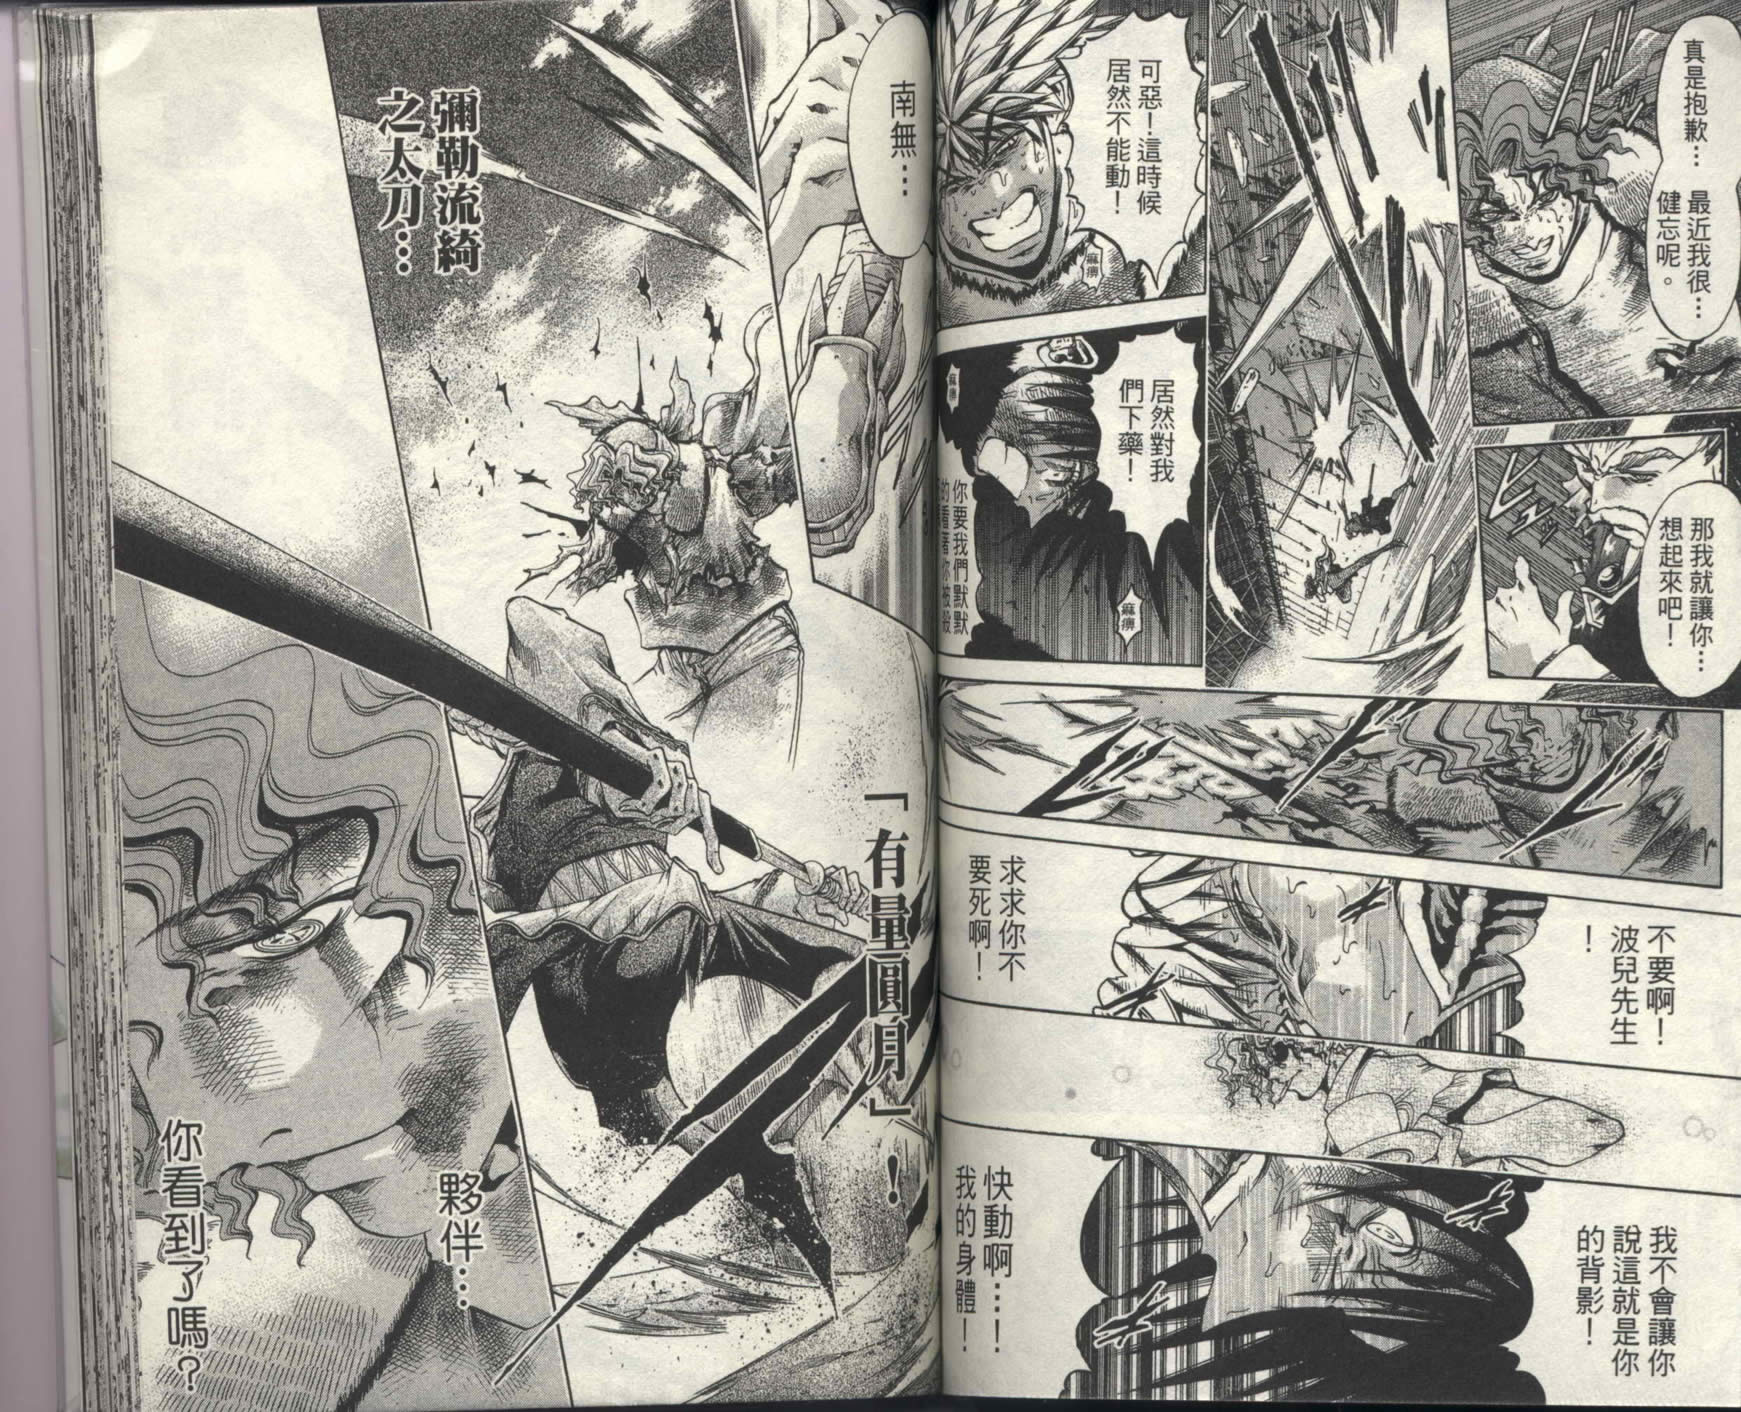 真是抱歉…
最近我很…
健忘呢。
那我就讓你…
想起來吧！
可惡！這時候
居然不能動！
麻痺
居然對我
們下藥！
麻痺
麻痺
你要我們默默
的看著你被殺
不要啊！
波兒先生
！
求求你不
要死啊！
我不會讓你
說這就是你
的背影！
快動啊…！
我的身體！
南無…
彌勒流綺
之太刀…
「有量圓月」！
夥伴…
你看到了嗎？